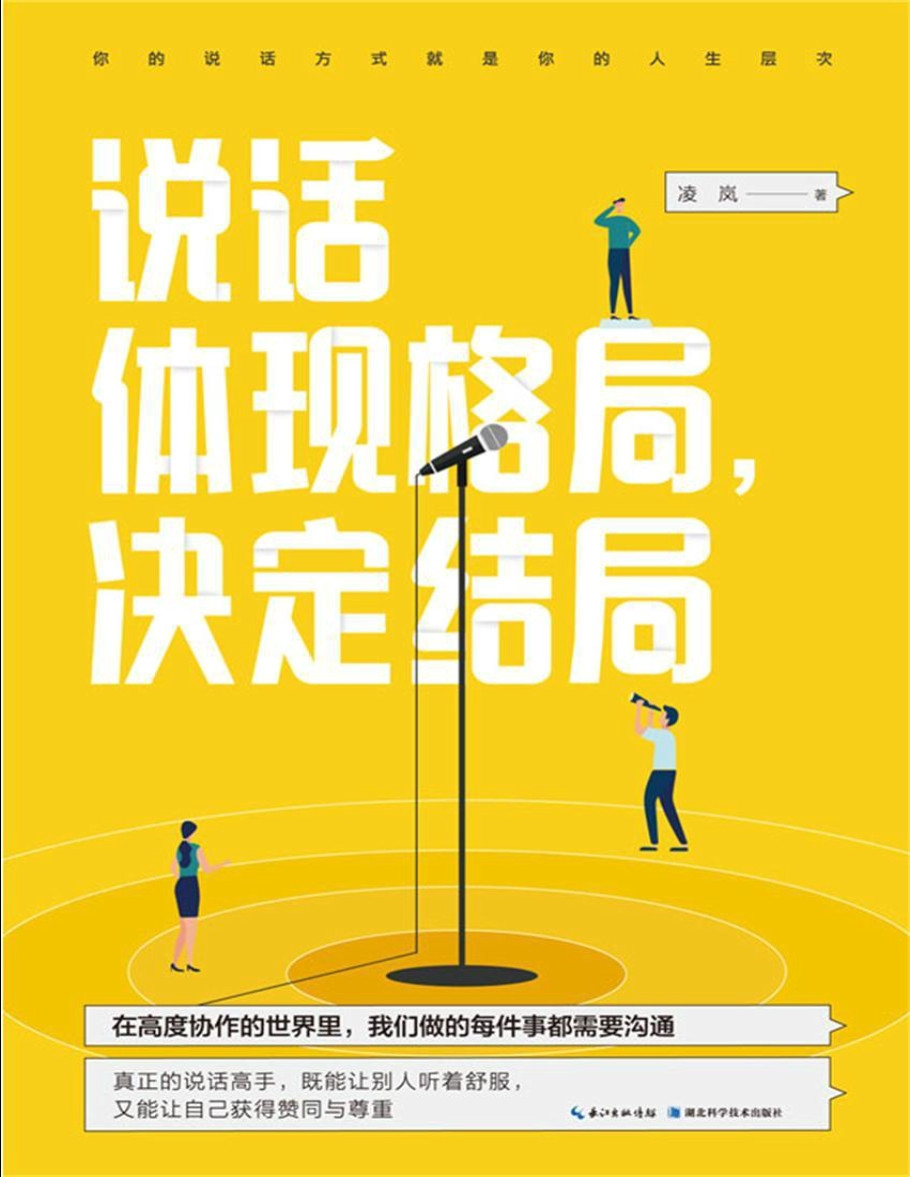 你的说话方式就是你的人生层次
说话
凌岚——著
体现格局，
决定结局
在高度协作的世界里，我们做的每件事都需要沟通
真正的说话高手，既能让别人听着舒服，
又能让自己获得赞同与尊重
长江出版传媒 湖北科学技术出版社